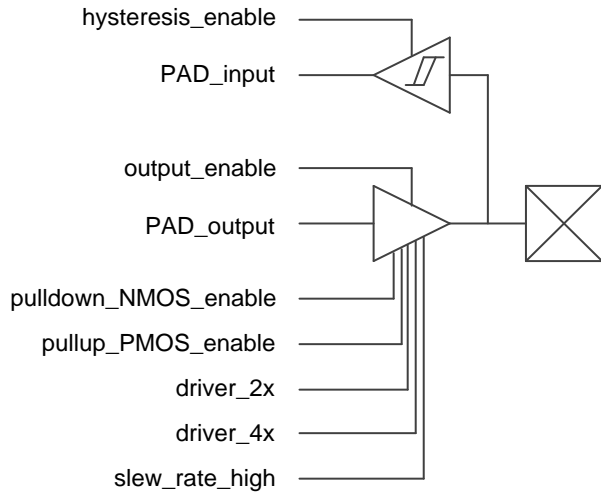 hysteresis_enable
PAD_input
output_enable
PAD_output
pulldown_NMOS_enable
pullup_PMOS_enable
driver_2x
driver_4x
slew_rate_high